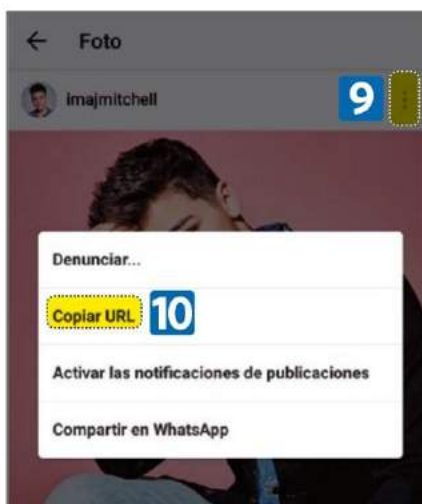 ← Foto
imajmitchell 9
Denunciar...
Copiar URL 10
Activar las notificaciones de publicaciones
Compartir en WhatsApp